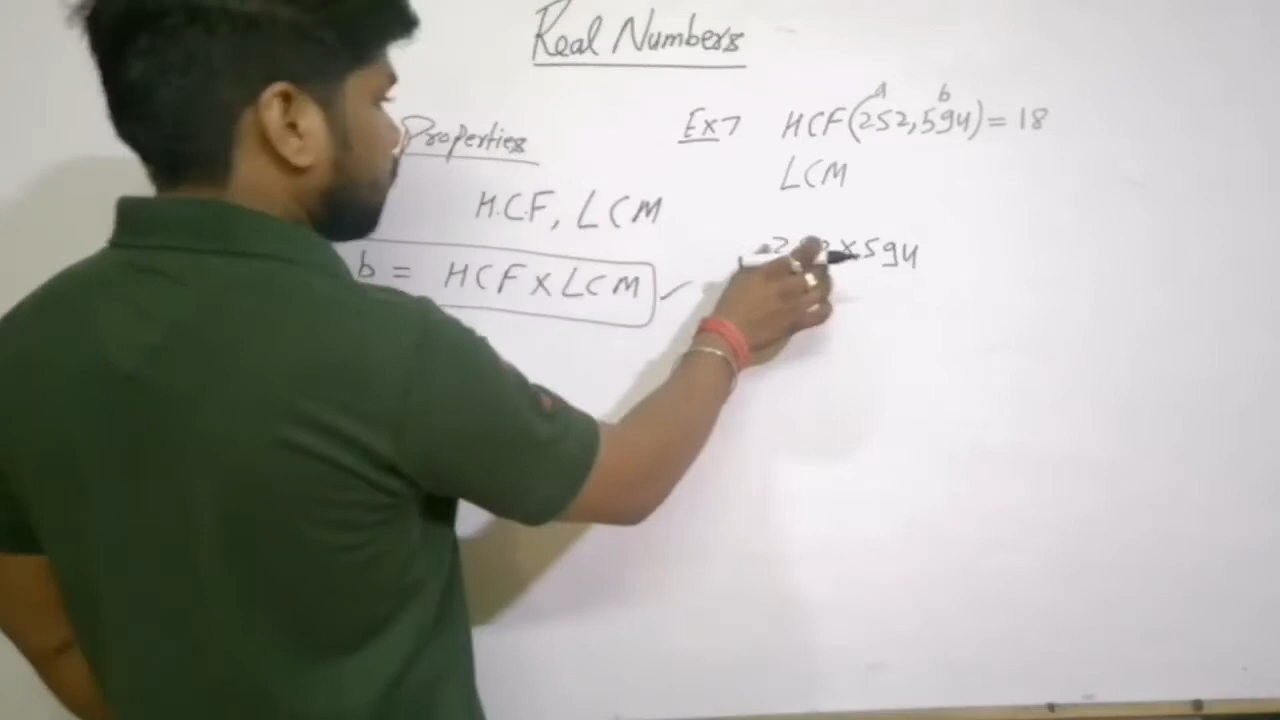 Real Numbers
Properties
H.C.F, LCM
b = HCF X LCM
Ex7 HCF(252,594) = 18
a b
LCM
X594